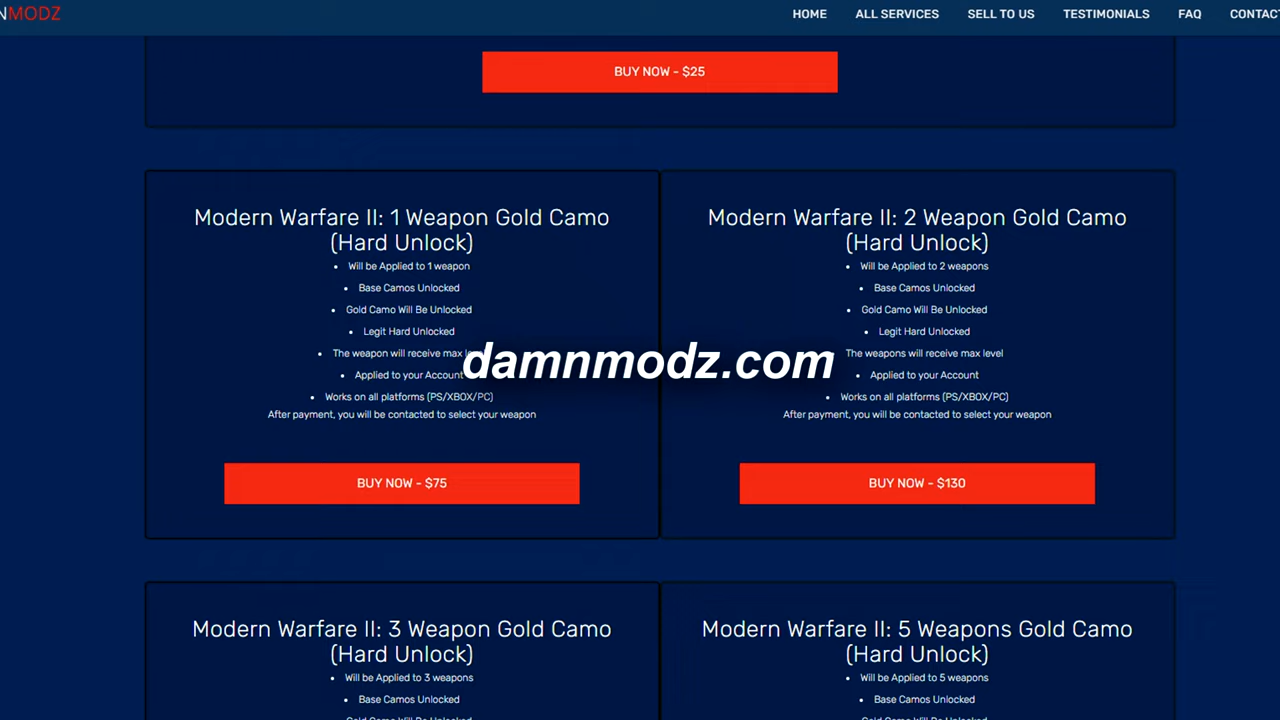 NMODZ
HOME ALL SERVICES SELL TO US TESTIMONIALS FAQ CONTACT
BUY NOW - $25
Modern Warfare II: 1 Weapon Gold Camo
(Hard Unlock)
• Will be Applied to 1 weapon
• Base Camos Unlocked
• Gold Camo Will Be Unlocked
• Legit Hard Unlocked
• The weapon will receive max
• Applied to your Account
• Works on all platforms (PS/XBOX/PC)
After payment, you will be contacted to select your weapon
BUY NOW - $75
Modern Warfare II: 2 Weapon Gold Camo
(Hard Unlock)
• Will be Applied to 2 weapons
• Base Camos Unlocked
• Gold Camo Will Be Unlocked
• Legit Hard Unlocked
The weapons will receive max level
• Applied to your Account
• Works on all platforms (PS/XBOX/PC)
After payment, you will be contacted to select your weapon
BUY NOW - $130
damnmodz.com
Modern Warfare II: 3 Weapon Gold Camo
(Hard Unlock)
• Will be Applied to 3 weapons
• Base Camos Unlocked
Modern Warfare II: 5 Weapons Gold Camo
(Hard Unlock)
• Will be Applied to 5 weapons
• Base Camos Unlocked